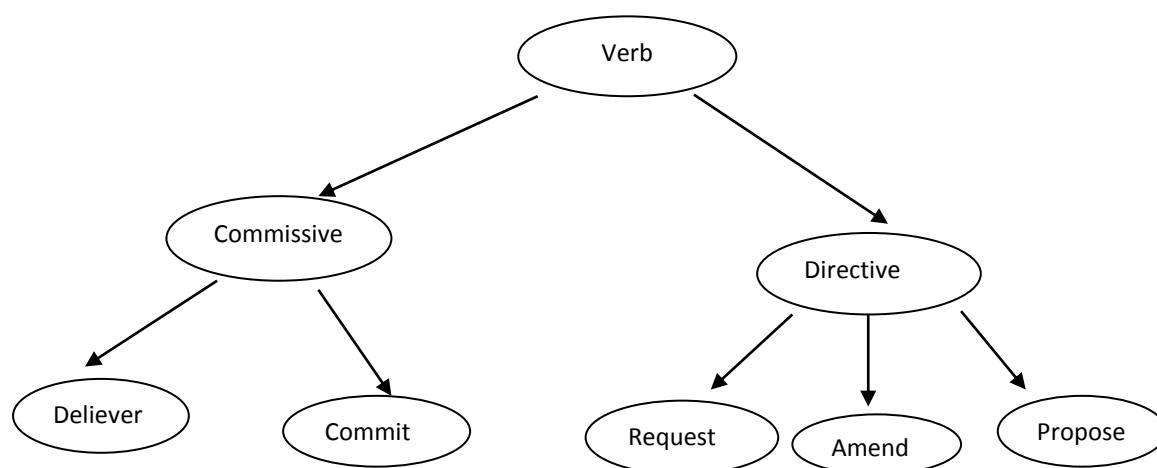 Verb
Commissive
Directive
Deliever
Commit
Request
Amend
Propose